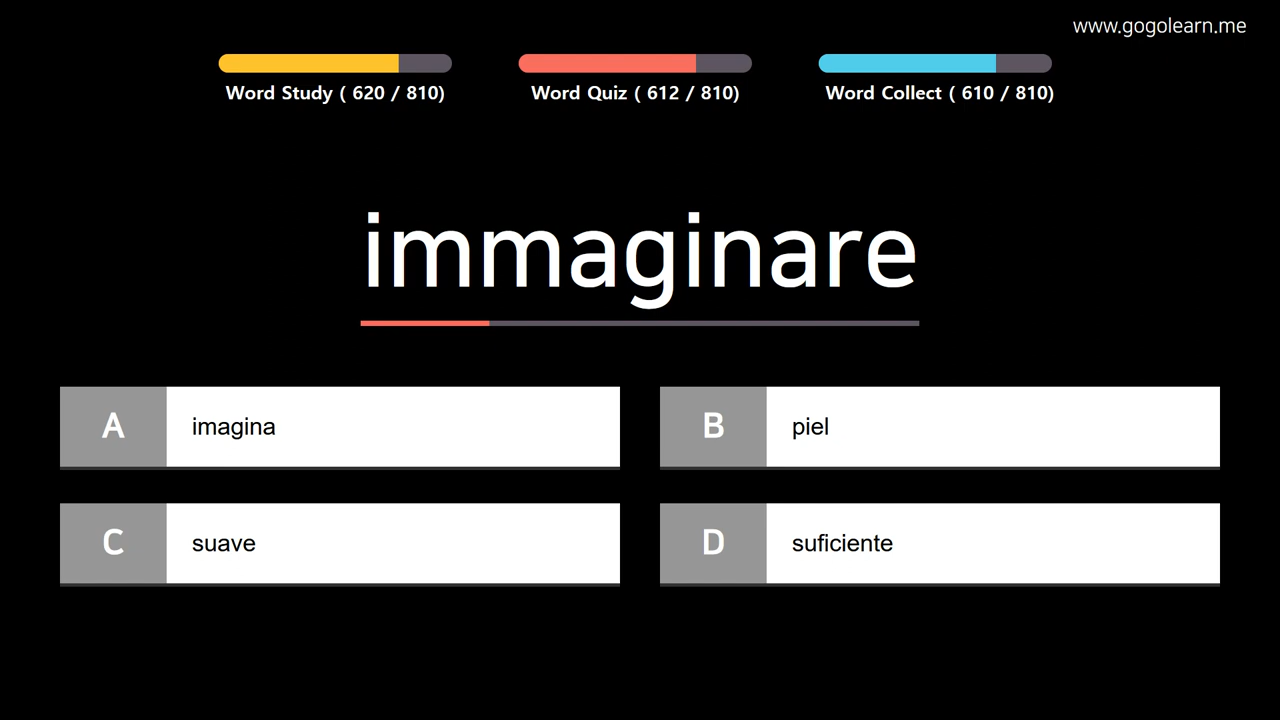 www.gogolearn.me
Word Study ( 620 / 810)
Word Quiz ( 612 / 810)
Word Collect ( 610 / 810)
immaginare
A imagina
B piel
C suave
D suficiente